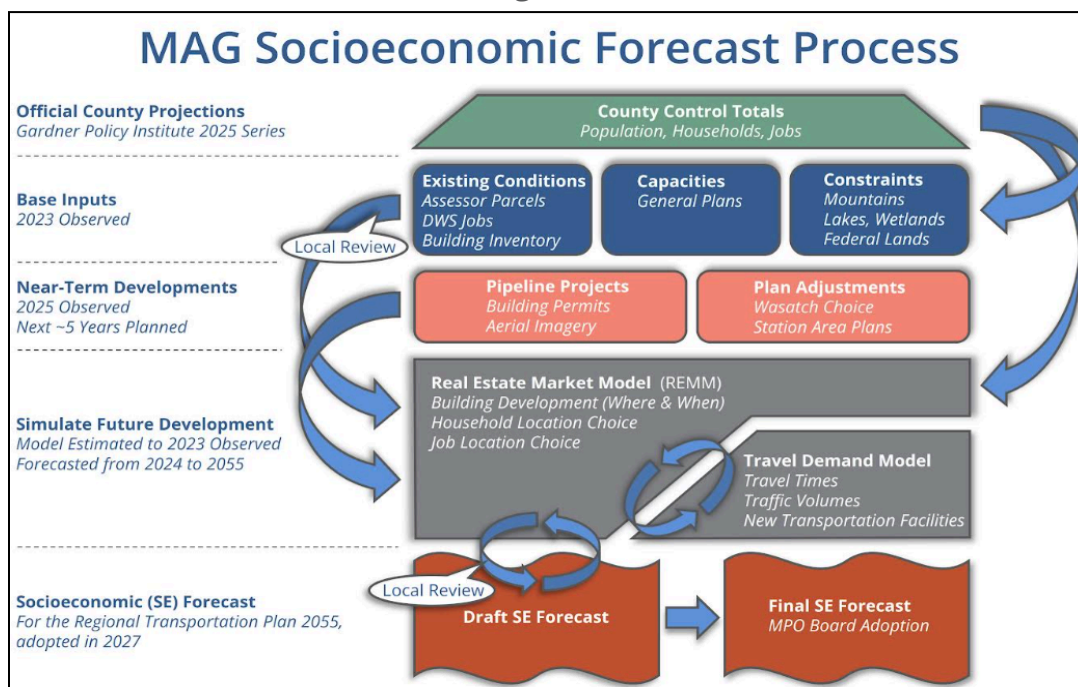 MAG Socioeconomic Forecast Process
Official County Projections
Gardner Policy Institute 2025 Series
County Control Totals
Population, Households, Jobs
Base Inputs
2023 Observed
Existing Conditions
Assessor Parcels
DWS Jobs
Building Inventory
Capacities
General Plans
Constraints
Mountains
Lakes, Wetlands
Federal Lands
Local Review
Near-Term Developments
2025 Observed
Next ~5 Years Planned
Pipeline Projects
Building Permits
Aerial Imagery
Plan Adjustments
Wasatch Choice
Station Area Plans
Simulate Future Development
Model Estimated to 2023 Observed
Forecasted from 2024 to 2055
Real Estate Market Model (REMM)
Building Development (Where & When)
Household Location Choice
Job Location Choice
Travel Demand Model
Travel Times
Traffic Volumes
New Transportation Facilities
Local Review
Socioeconomic (SE) Forecast
For the Regional Transportation Plan 2055,
adopted in 2027
Draft SE Forecast
Final SE Forecast
MPO Board Adoption